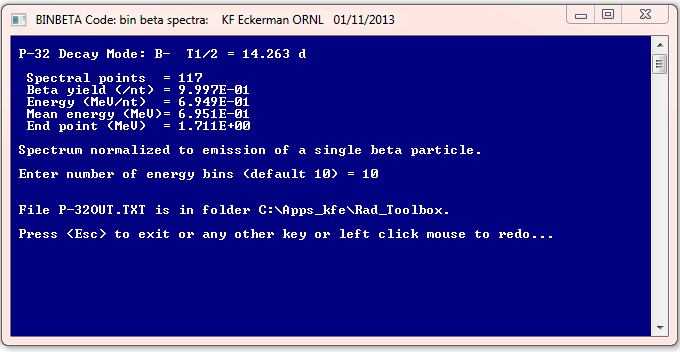 BINBETA Code: bin beta spectra:    KF Eckerman ORNL   01/11/2013
P-32 Decay Mode: B-  T1/2 = 14.263 d
Spectral points  = 117
Beta yield (/nt) = 9.997E-01
Energy (MeV/nt)  = 6.949E-01
Mean energy (MeV)= 6.951E-01
End point (MeV)  = 1.711E+00
Spectrum normalized to emission of a single beta particle.
Enter number of energy bins (default 10) = 10
File P-32OUT.TXT is in folder C:\Apps_kfe\Rad_Toolbox.
Press <Esc> to exit or any other key or left click mouse to redo...